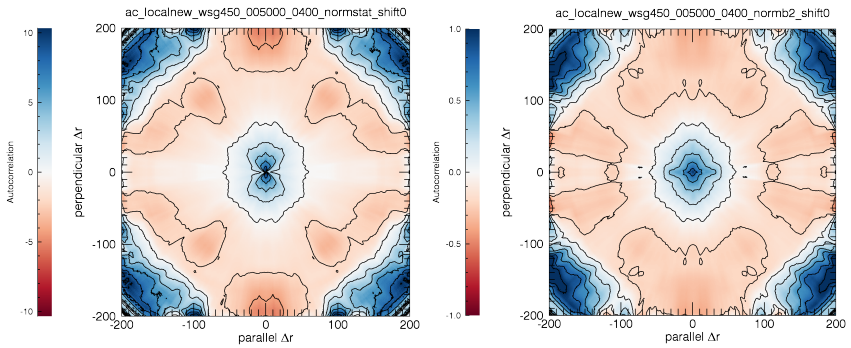 ac_localnew_wsg450_005000_0400_normstat_shift0
10
5
0
-5
-10
Autocorrelation
200
100
0
-100
-200
perpendicular Δr
-200 -100 0 100 200
parallel Δr
ac_localnew_wsg450_005000_0400_normb2_shift0
1.0
0.5
0.0
-0.5
-1.0
Autocorrelation
200
100
0
-100
-200
perpendicular Δr
-200 -100 0 100 200
parallel Δr